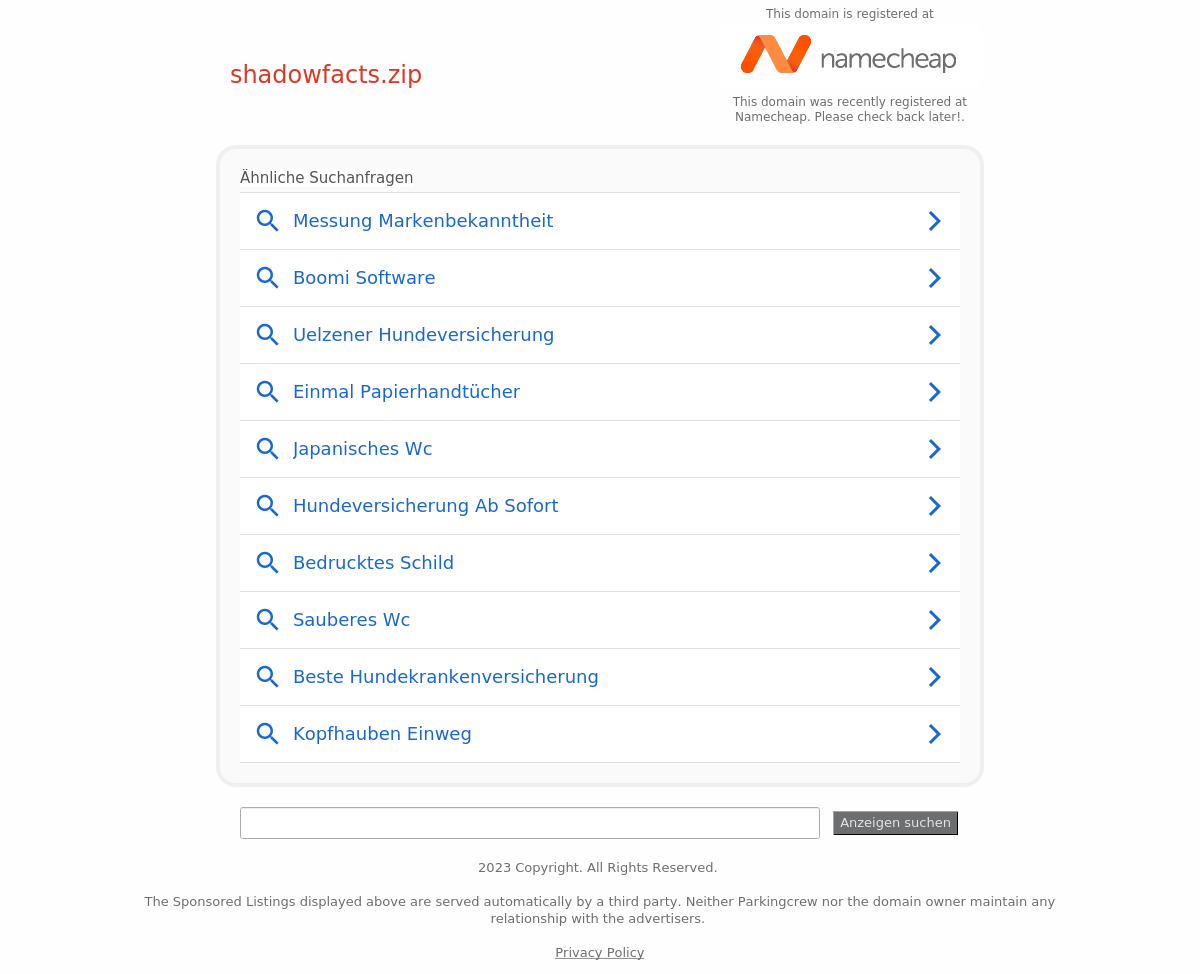 This domain is registered at
namecheap
shadowfacts.zip
This domain was recently registered at
Namecheap. Please check back later!.
Ähnliche Suchanfragen
Messung Markenbekanntheit
Boomi Software
Uelzener Hundeversicherung
Einmal Papierhandtücher
Japanisches Wc
Hundeversicherung Ab Sofort
Bedrucktes Schild
Sauberes Wc
Beste Hundekrankenversicherung
Kopfhauben Einweg
Anzeigen suchen
2023 Copyright. All Rights Reserved.
The Sponsored Listings displayed above are served automatically by a third party. Neither Parkingcrew nor the domain owner maintain any
relationship with the advertisers.
Privacy Policy